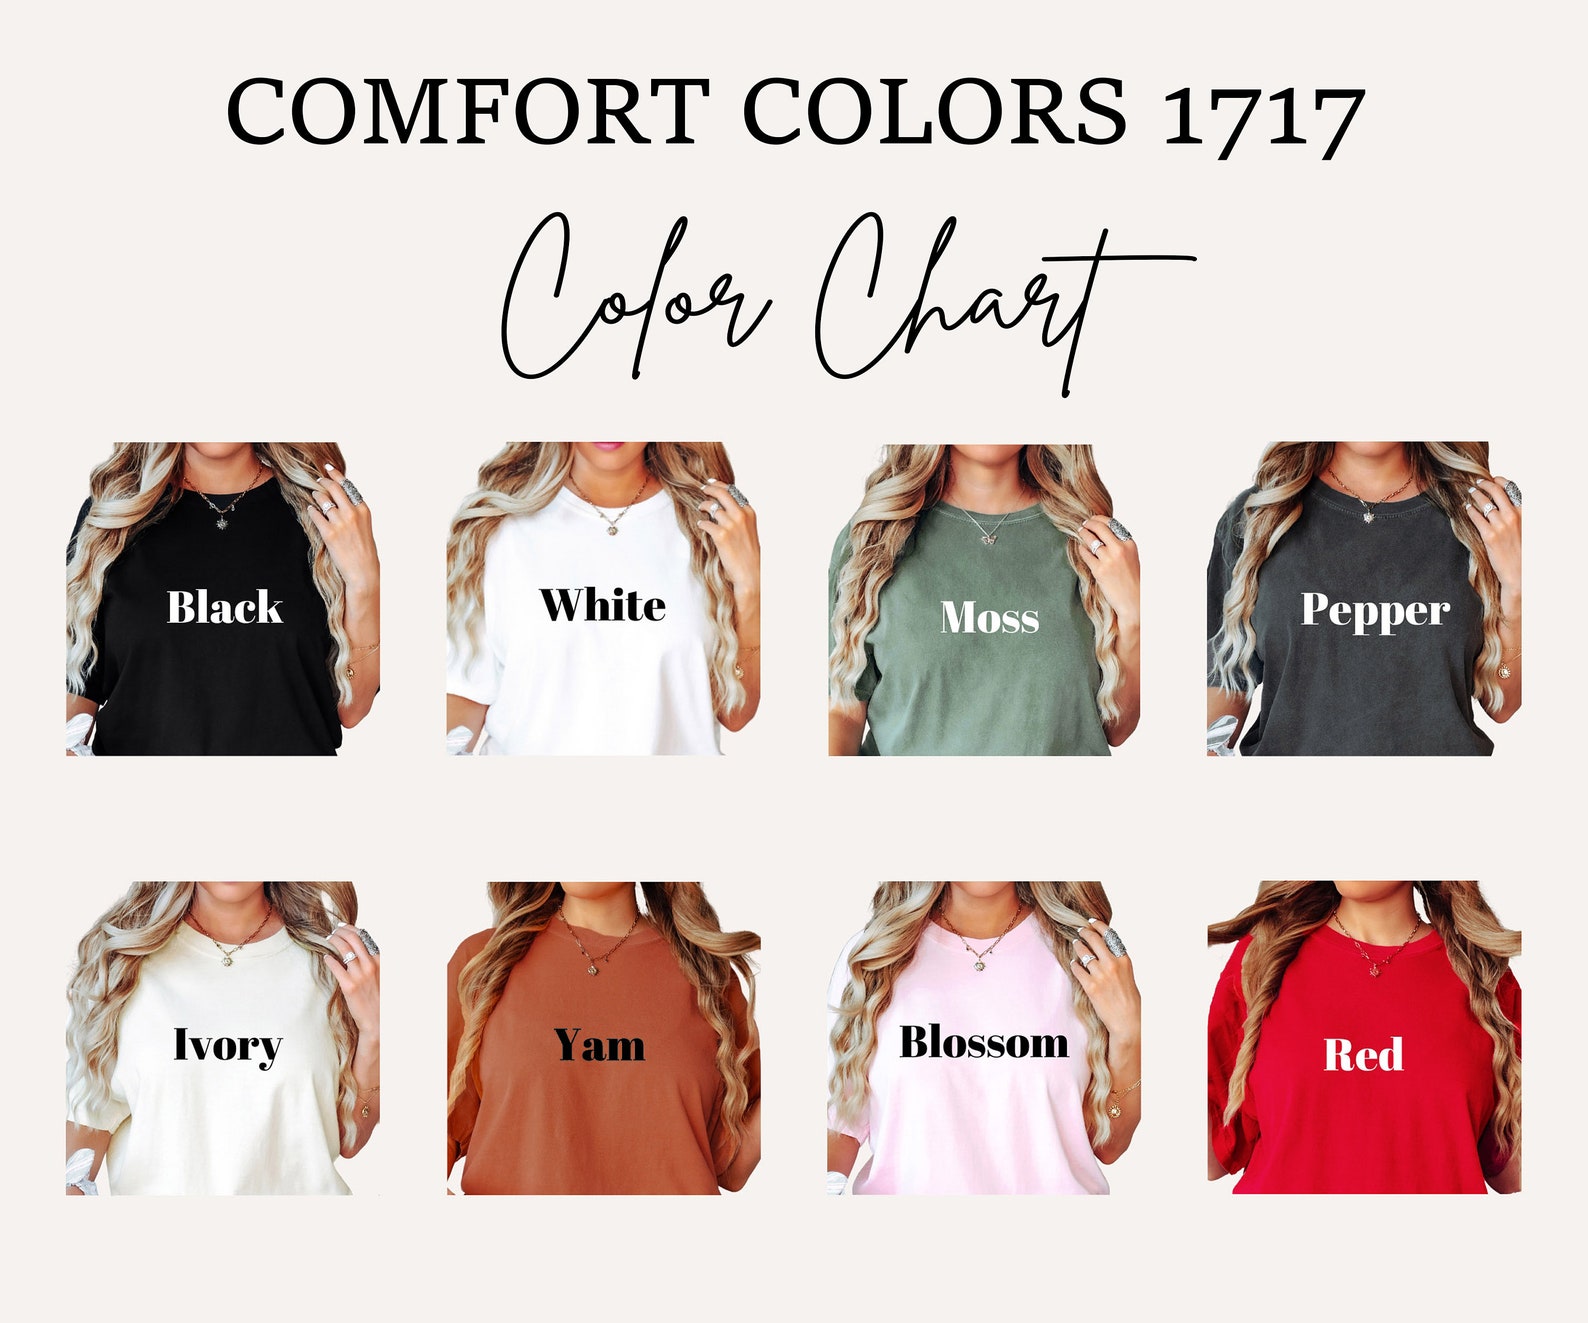 COMFORT COLORS 1717
Color Chart
Black
White
Moss
Pepper
Ivory
Yam
Blossom
Red